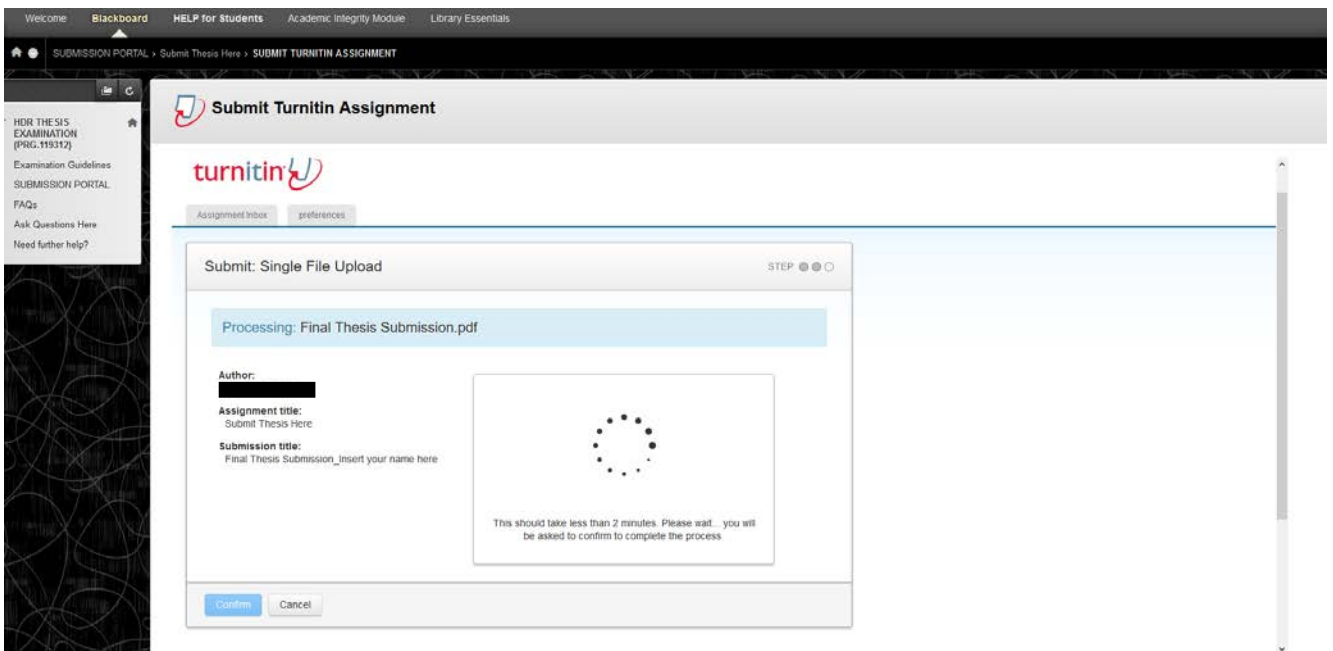 Welcome Blackboard HELP for Students Academic Integrity Module Library Essentials
SUBMISSION PORTAL > Submit Thesis Here > SUBMIT TURNITIN ASSIGNMENT
HDR THESIS
EXAMINATION
(PRG.119312)
Examination Guidelines
SUBMISSION PORTAL
FAQs
Ask Questions Here
Need further help?
Submit Turnitin Assignment
turnitin
Assignment Inbox preferences
Submit: Single File Upload STEP
Processing: Final Thesis Submission.pdf
Author:
Assignment title:
Submit Thesis Here
Submission title:
Final Thesis Submission_Insert your name here
This should take less than 2 minutes. Please wait... you will
be asked to confirm to complete the process
Confirm Cancel